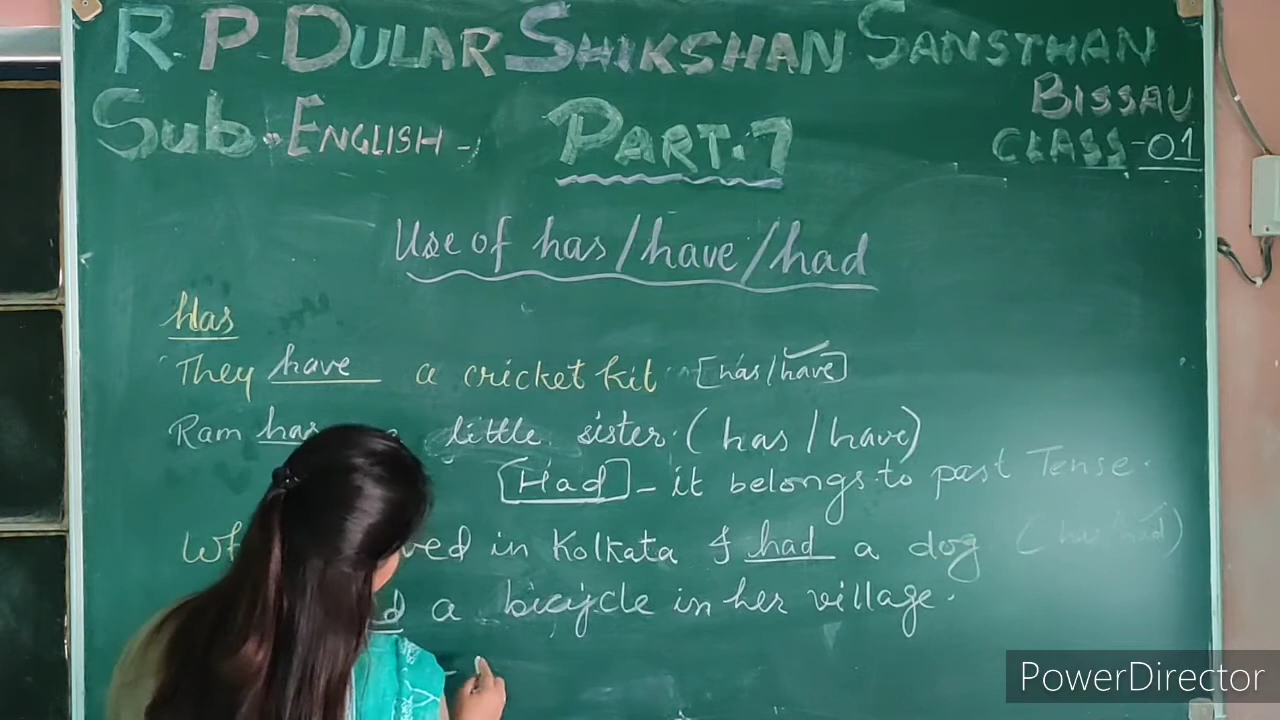 R. P DULAR SHIKSHAN SANSTHAN
BISSAU
Sub - ENGLISH - PART-7 CLASS-01
Use of has/have/had
Has
They have a cricket kit [has/have]
Ram has little sister. (has/have)
[Had] - it belongs to past Tense.
in Kolkata I had a dog (has had)
a bicycle in her village.
PowerDirector